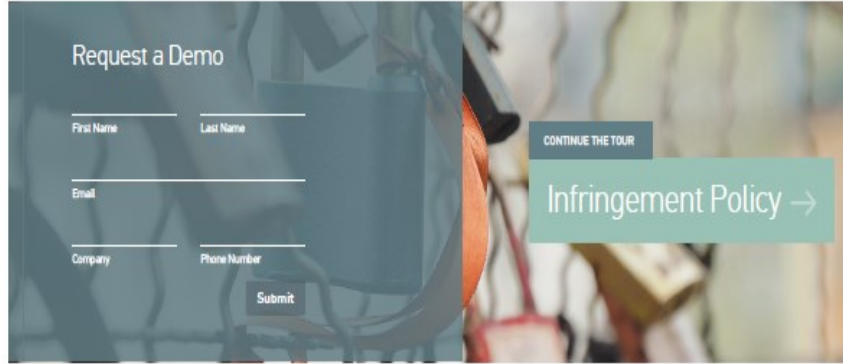 Request a Demo
First Name Last Name
Email
Company Phone Number
Submit
CONTINUE THE TOUR
Infringement Policy →